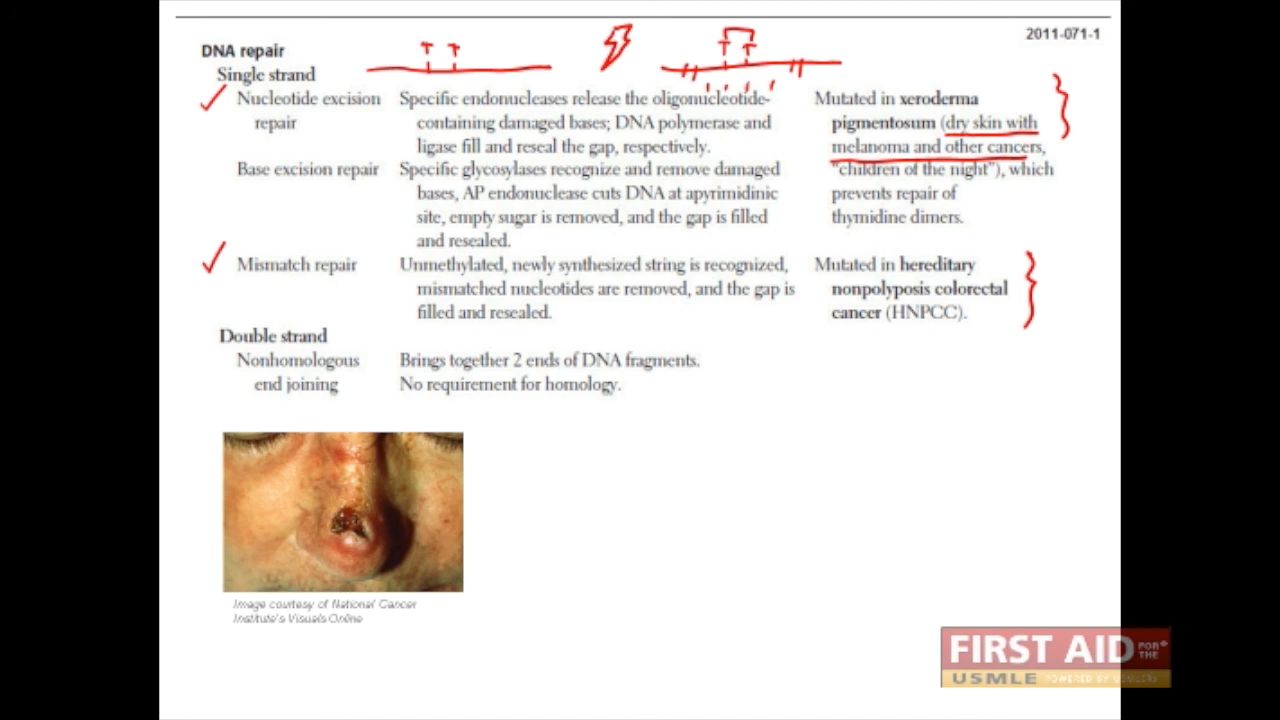 2011-071-1
DNA repair
Single strand
Nucleotide excision repair
Specific endonucleases release the oligonucleotide-
containing damaged bases; DNA polymerase and
ligase fill and reseal the gap, respectively.
Mutated in xeroderma
pigmentosum (dry skin with
melanoma and other cancers,
"children of the night"), which
prevents repair of
thymidine dimers.
Base excision repair
Specific glycosylases recognize and remove damaged
bases, AP endonuclease cuts DNA at apyrimidinic
site, empty sugar is removed, and the gap is filled
and resealed.
Mismatch repair
Unmethylated, newly synthesized string is recognized,
mismatched nucleotides are removed, and the gap is
filled and resealed.
Mutated in hereditary
nonpolyposis colorectal
cancer (HNPCC).
Double strand
Nonhomologous
end joining
Brings together 2 ends of DNA fragments.
No requirement for homology.
T T
T T
Image courtesy of National Cancer
Institute's Visuals Online
FIRST AID FOR THE
USMLE POWERED BY USMLERX